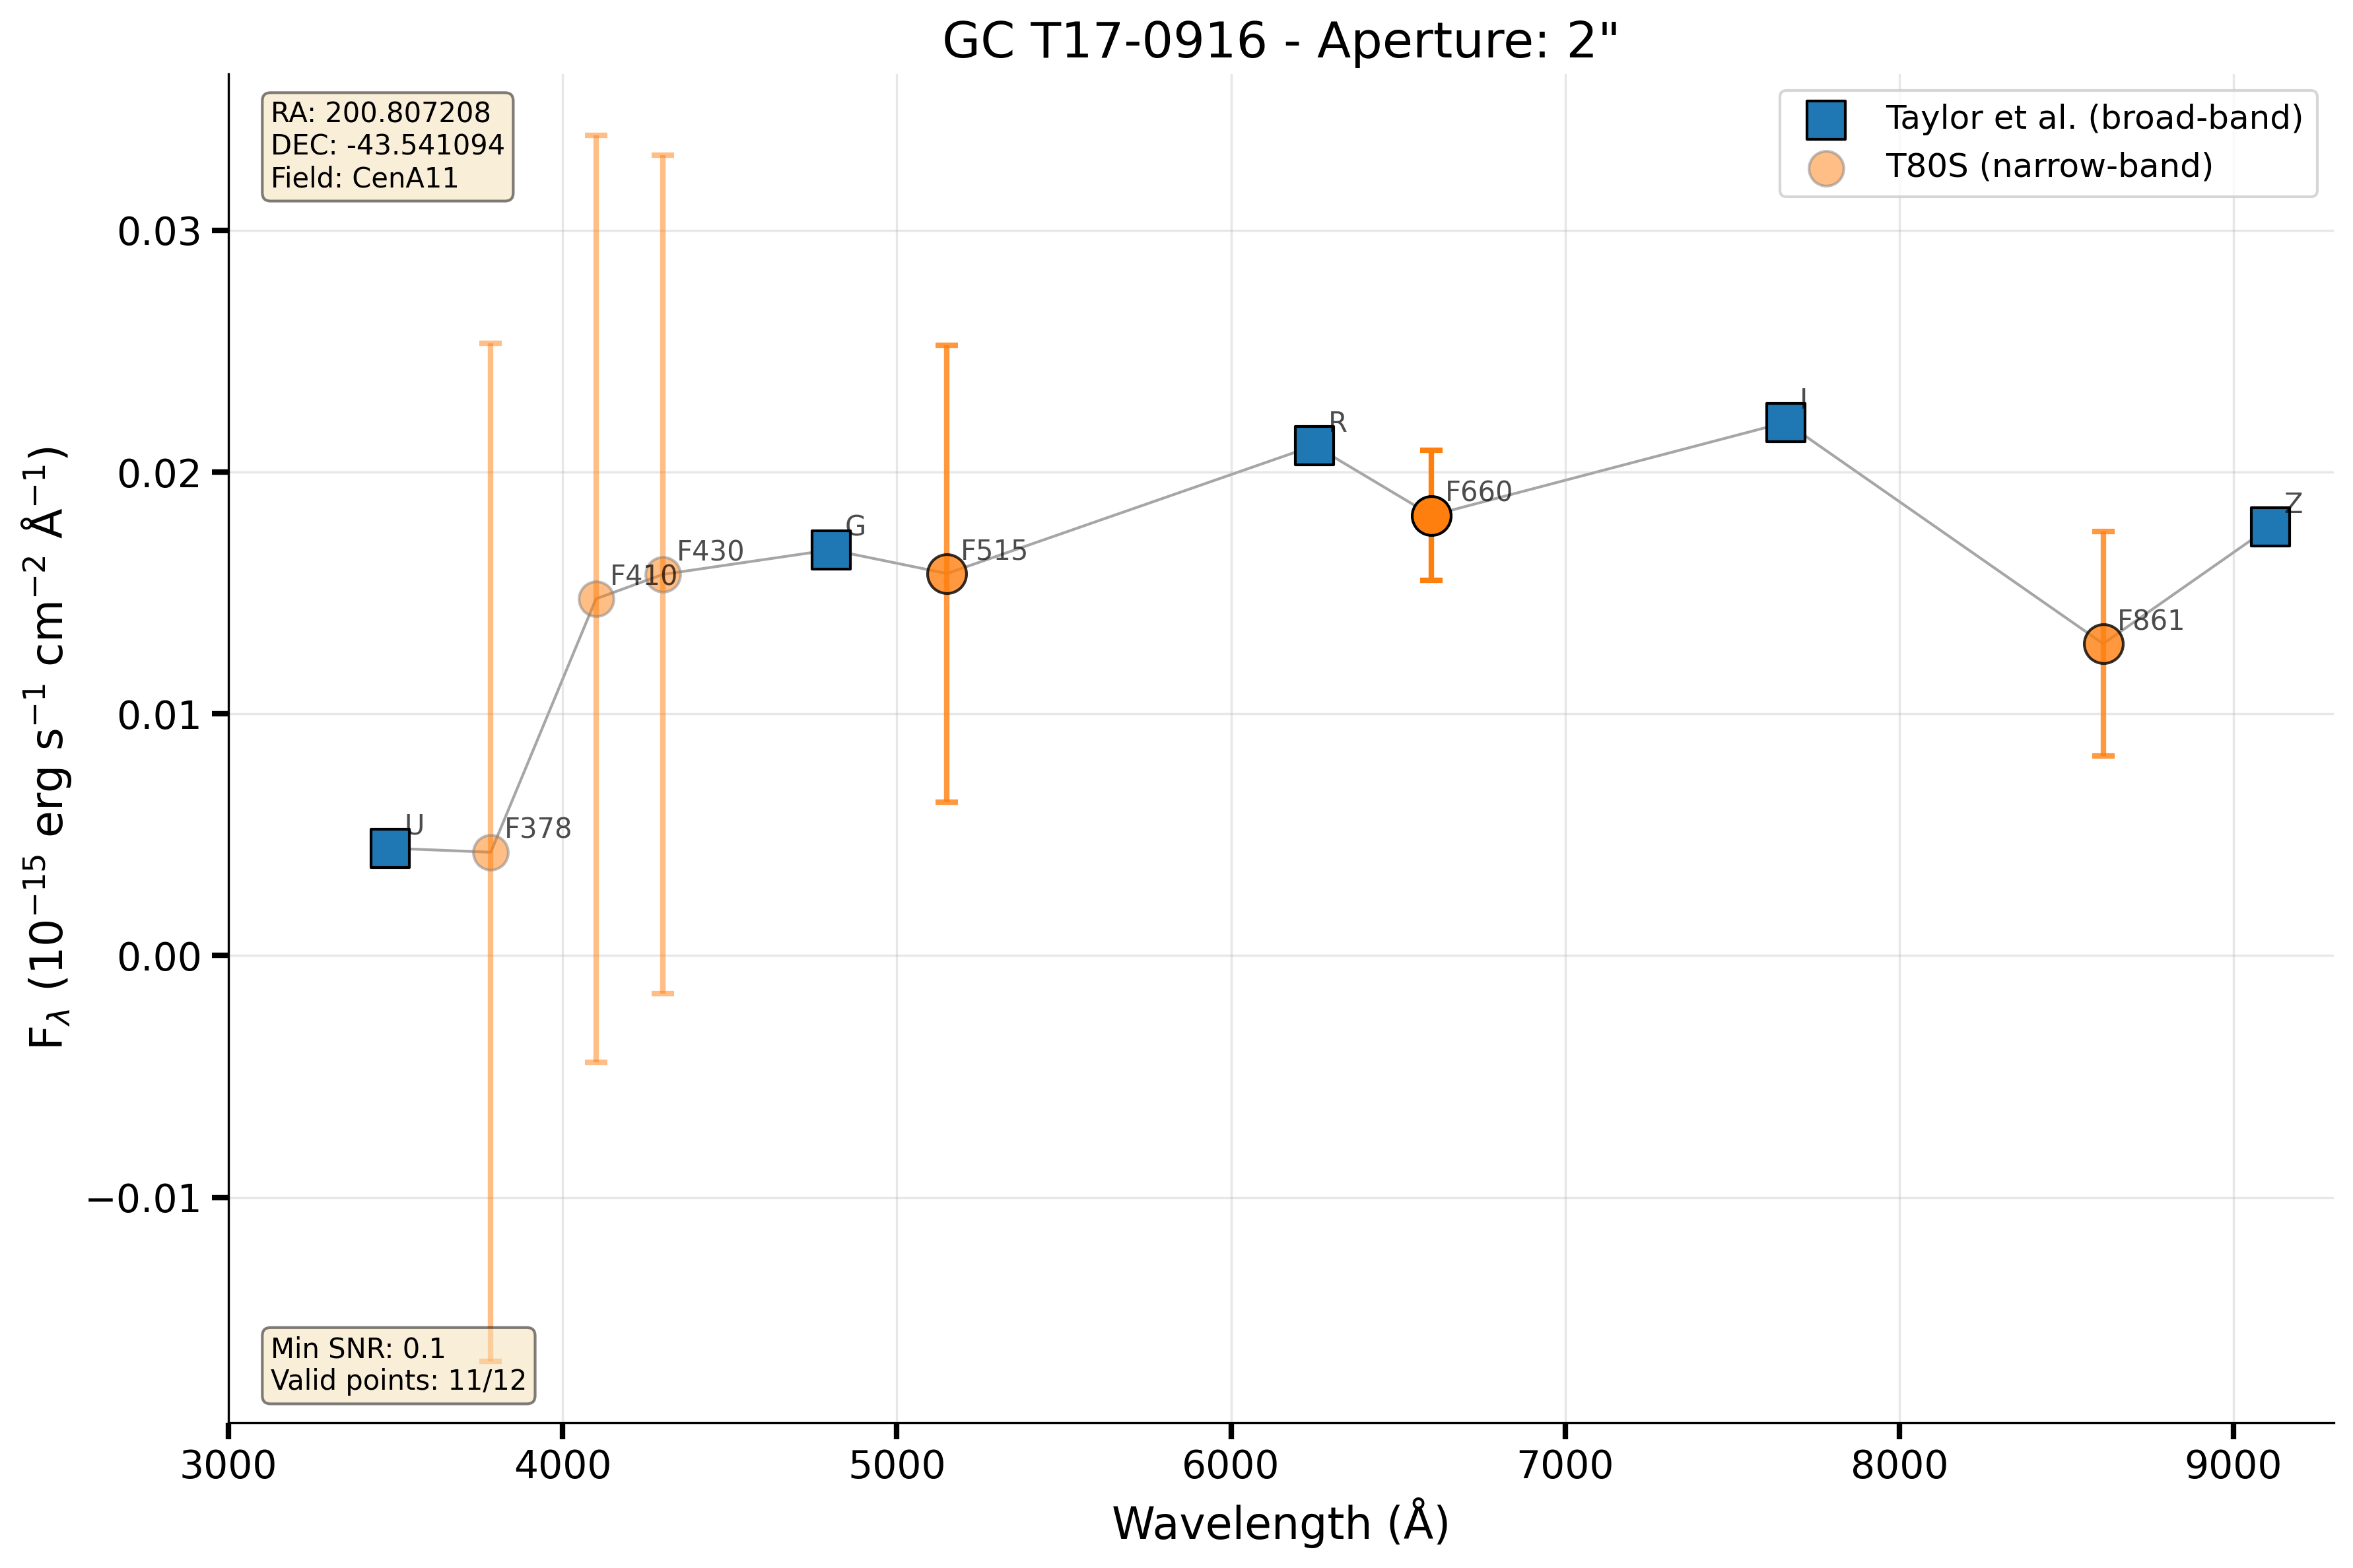 GC T17-0916 - Aperture: 2"
RA: 200.807208
DEC: -43.541094
Field: CenA11
Taylor et al. (broad-band)
T80S (narrow-band)
F_λ (10⁻¹⁵ erg s⁻¹ cm⁻² Å⁻¹)
0.03
0.02
0.01
0.00
−0.01
U
F378
F410
F430
G
F515
R
F660
I
F861
Z
Min SNR: 0.1
Valid points: 11/12
3000 4000 5000 6000 7000 8000 9000
Wavelength (Å)